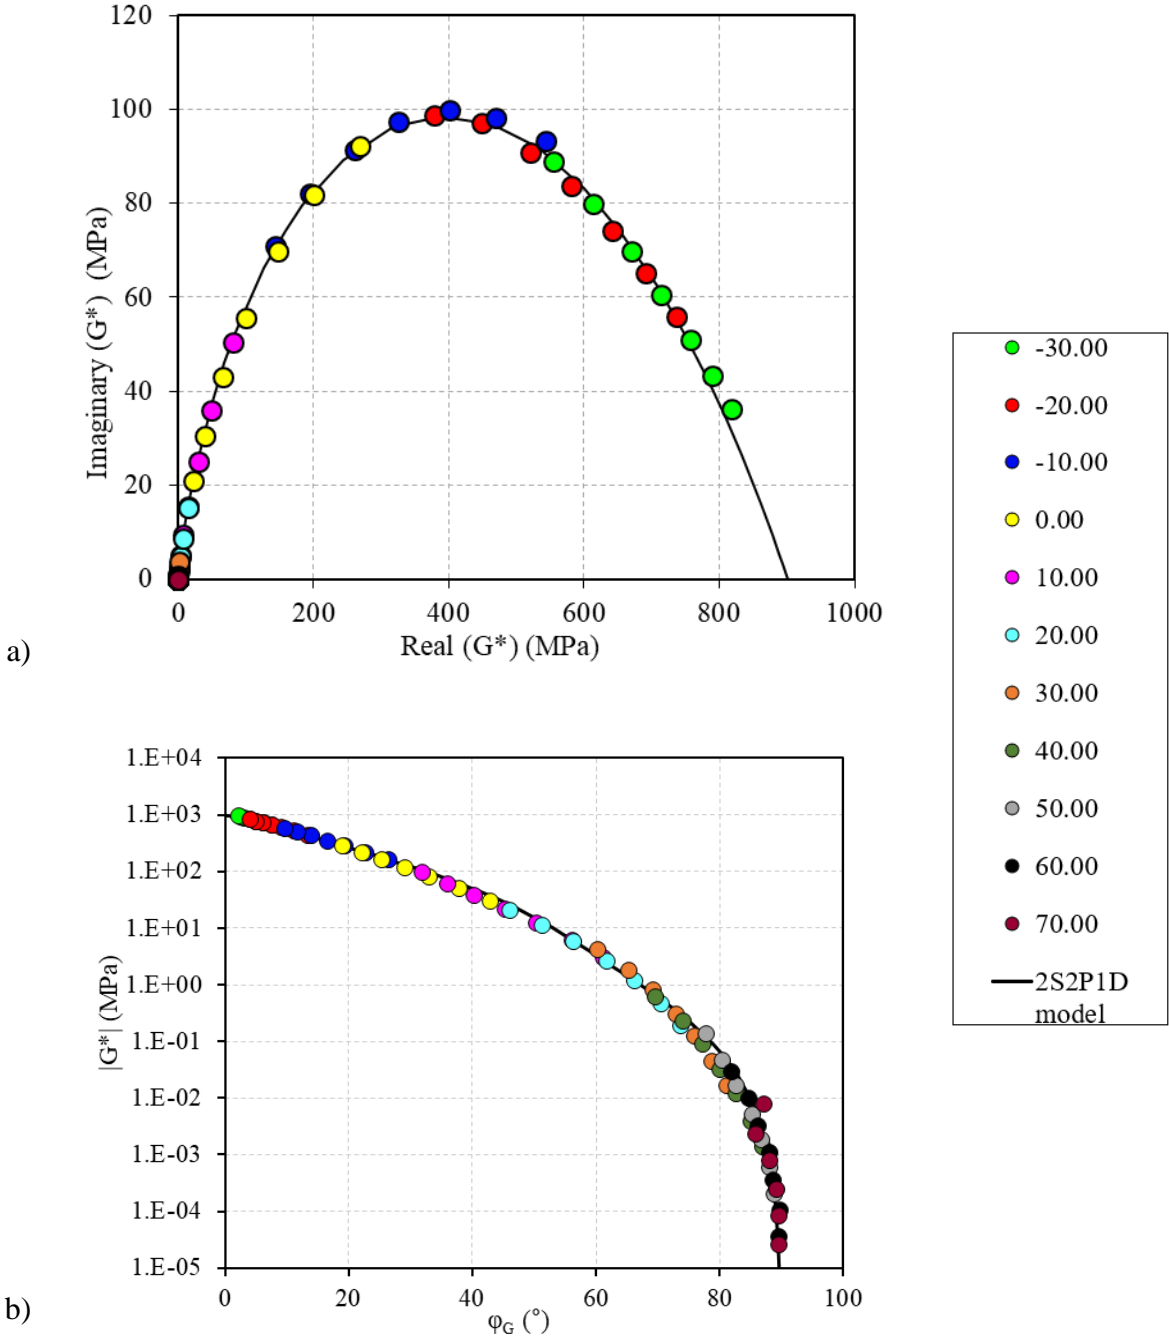 120
100
80
60
40
20
0
Imaginary (G*) (MPa)
0 200 400 600 800 1000
Real (G*) (MPa)
a)
-30.00
-20.00
-10.00
0.00
10.00
20.00
30.00
40.00
50.00
60.00
70.00
2S2P1D
model
1.E+04
1.E+03
1.E+02
1.E+01
1.E+00
1.E-01
1.E-02
1.E-03
1.E-04
1.E-05
|G*| (MPa)
0 20 40 60 80 100
φG (°)
b)